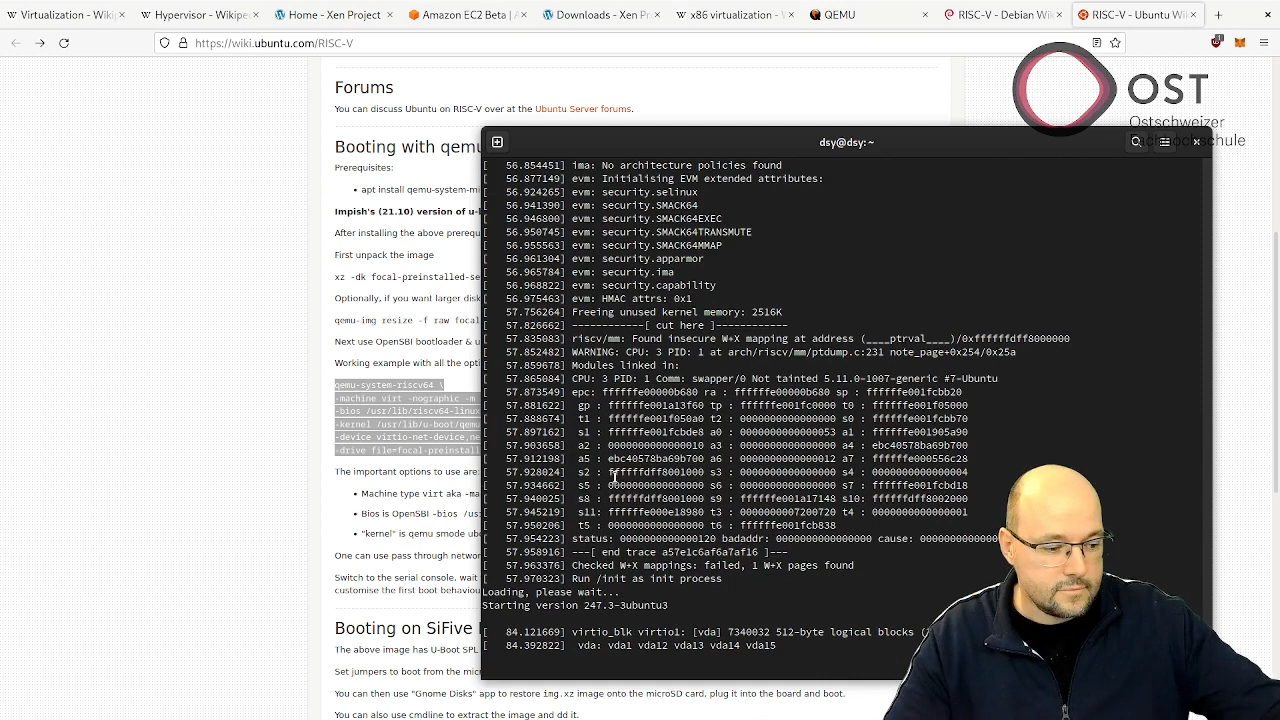 Virtualization - Wikip
Hypervisor - Wikipe
Home - Xen Project
Amazon EC2 Beta | A
Downloads - Xen Pro
x86 virtualization - W
QEMU
RISC-V - Debian Wiki
RISC-V - Ubuntu Wiki
https://wiki.ubuntu.com/RISC-V
OST
Ostschweizer
Fachhochschule
Forums
You can discuss Ubuntu on RISC-V over at the Ubuntu Server forums.
Booting with qemu
Prerequisites:
• apt install qemu-system-mi
Impish's (21.10) version of u-b
After installing the above prerequ
First unpack the image
xz -dk focal-preinstalled-se
Optionally, if you want larger disk
qemu-img resize -f raw focal
Next use OpenSBI bootloader & u
Working example with all the opti
qemu-system-riscv64 \
-machine virt -nographic -m
-bios /usr/lib/riscv64-linux
-kernel /usr/lib/u-boot/qemu
-device virtio-net-device,ne
-drive file=focal-preinstall
The important options to use are:
• Machine type virt aka -ma
• Bios is OpenSBI -bios /us
• "kernel" is qemu smode ub
One can use pass through networ
Switch to the serial console, wait
customise the first boot behaviou
Booting on SiFive
The above image has U-Boot SPL
Set jumpers to boot from the micr
You can then use "Gnome Disks" app to restore img.xz image onto the microSD card, plug it into the board and boot.
You can also use cmdline to extract the image and dd it.
dsy@dsy: ~
[ 56.854451] ima: No architecture policies found
[ 56.877149] evm: Initialising EVM extended attributes:
[ 56.924265] evm: security.selinux
[ 56.941390] evm: security.SMACK64
[ 56.946800] evm: security.SMACK64EXEC
[ 56.950745] evm: security.SMACK64TRANSMUTE
[ 56.955563] evm: security.SMACK64MMAP
[ 56.961304] evm: security.apparmor
[ 56.965784] evm: security.ima
[ 56.968822] evm: security.capability
[ 56.975463] evm: HMAC attrs: 0x1
[ 57.756264] Freeing unused kernel memory: 2516K
[ 57.826662] ------------[ cut here ]------------
[ 57.835083] riscv/mm: Found insecure W+X mapping at address (____ptrval____)/0xffffffdff8000000
[ 57.852482] WARNING: CPU: 3 PID: 1 at arch/riscv/mm/ptdump.c:231 note_page+0x254/0x25a
[ 57.859678] Modules linked in:
[ 57.865084] CPU: 3 PID: 1 Comm: swapper/0 Not tainted 5.11.0-1007-generic #7-Ubuntu
[ 57.873549] epc: ffffffe00000b680 ra : ffffffe00000b680 sp : ffffffe001fcbb20
[ 57.881622] gp : ffffffe001a13f60 tp : ffffffe001fc0000 t0 : ffffffe001f05000
[ 57.888674] t1 : ffffffe001f050a0 t2 : 0000000000000000 s0 : ffffffe001fcbb70
[ 57.897162] s1 : ffffffe001fcbde8 a0 : 0000000000000053 a1 : ffffffe001905a90
[ 57.903658] a2 : 0000000000000010 a3 : 0000000000000000 a4 : ebc40578ba69b700
[ 57.912198] a5 : ebc40578ba69b700 a6 : 0000000000000012 a7 : ffffffe000556c28
[ 57.928024] s2 : ffffffdff8001000 s3 : 0000000000000000 s4 : 0000000000000004
[ 57.934662] s5 : 0000000000000000 s6 : 0000000000000000 s7 : ffffffe001fcbd18
[ 57.940025] s8 : ffffffdff8001000 s9 : ffffffe001a17148 s10: ffffffdff8002000
[ 57.945219] s11: ffffffe000e18980 t3 : 0000000007200720 t4 : 0000000000000001
[ 57.950206] t5 : 0000000000000000 t6 : ffffffe001fcb838
[ 57.954223] status: 0000000000000120 badaddr: 0000000000000000 cause: 00000000000
[ 57.958916] ---[ end trace a57e1c6af6a7af16 ]---
[ 57.963376] Checked W+X mappings: failed, 1 W+X pages found
[ 57.970323] Run /init as init process
Loading, please wait...
Starting version 247.3-3ubuntu3
[ 84.121669] virtio_blk virtio1: [vda] 7340032 512-byte logical blocks (
[ 84.392822] vda: vda1 vda12 vda13 vda14 vda15